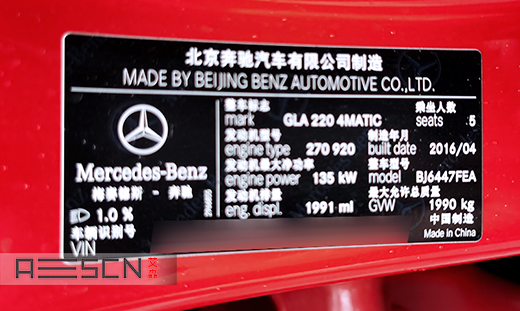 北京奔驰汽车有限公司制造
MADE BY BEIJING BENZ AUTOMOTIVE CO.,LTD.
Mercedes-Benz
梅赛德斯-奔驰
1.0 %
车辆识别号
VIN
整车标志
mark GLA 220 4MATIC
乘坐人数
seats 5
发动机型号
engine type 270 920
制造年月
built date 2016/04
发动机最大净功率
engine power 135 kW
整车型号
model BJ6447FEA
发动机排量
eng. displ. 1991 ml
最大允许总质量
GVW 1990 kg
中国制造
Made in China